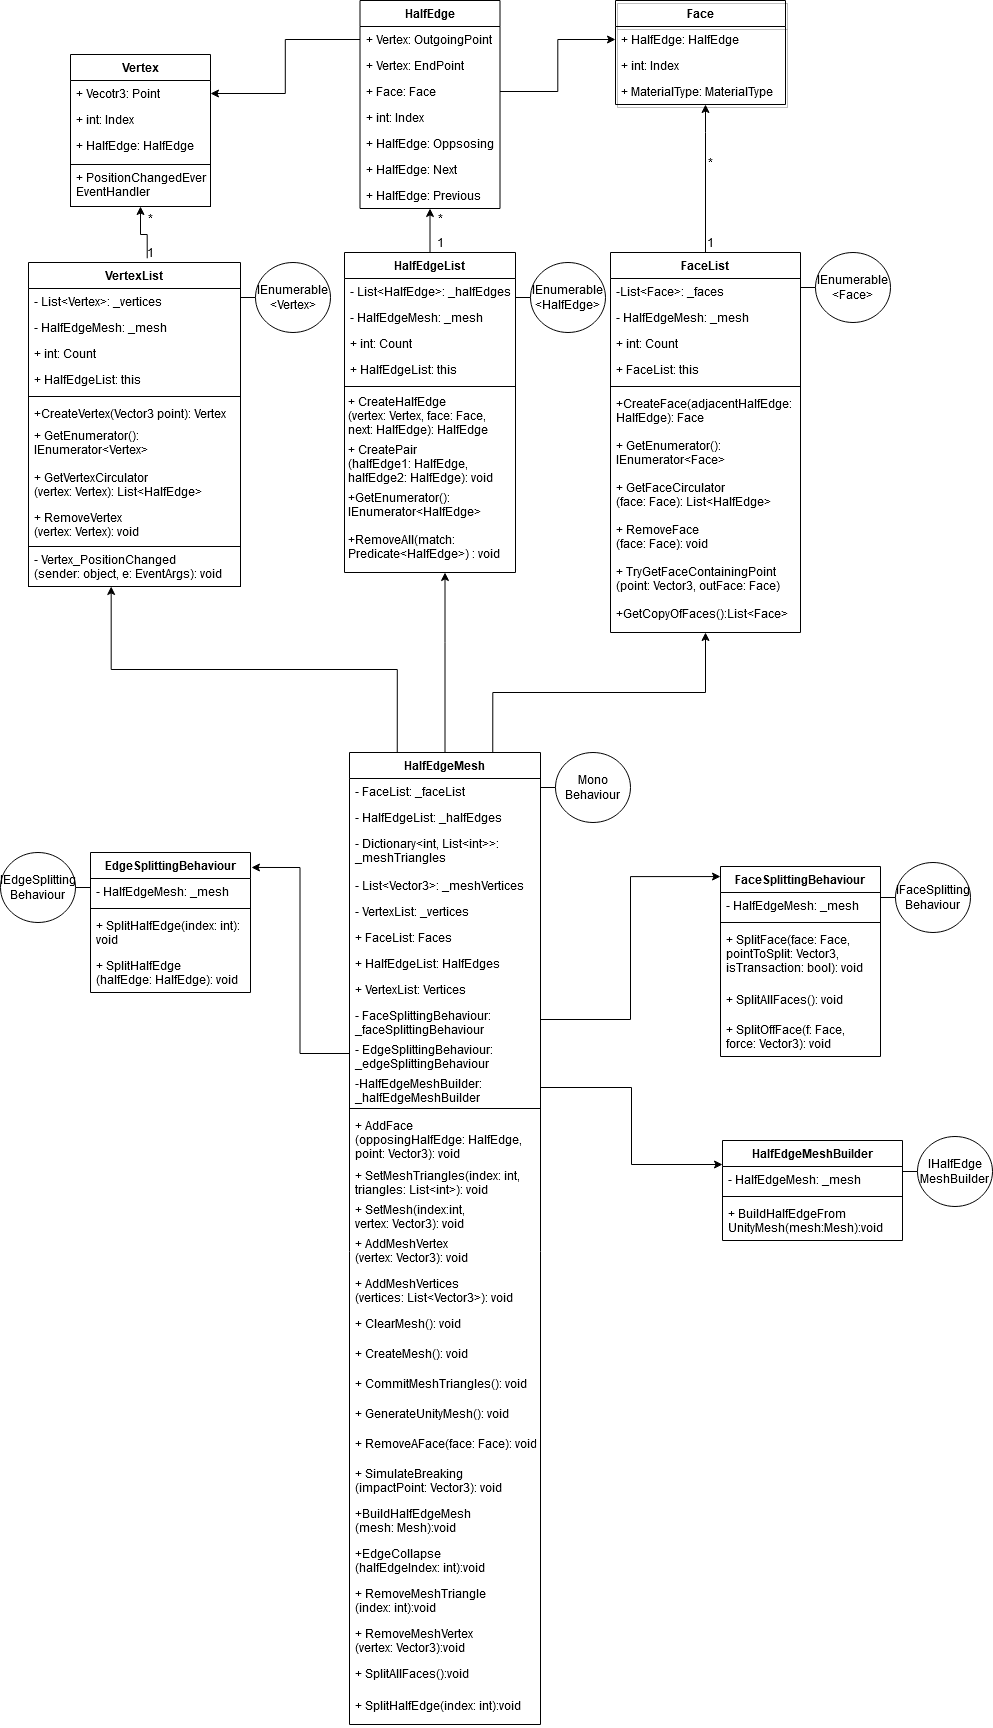 HalfEdge
+ Vertex: OutgoingPoint
+ Vertex: EndPoint
+ Face: Face
+ int: Index
+ HalfEdge: Oppsosing
+ HalfEdge: Next
+ HalfEdge: Previous
Face
+ HalfEdge: HalfEdge
+ int: Index
+ MaterialType: MaterialType
Vertex
+ Vecotr3: Point
+ int: Index
+ HalfEdge: HalfEdge
+ PositionChangedEver
EventHandler
*
1
*
1
*
1
VertexList
- List<Vertex>: _vertices
- HalfEdgeMesh: _mesh
+ int: Count
+ HalfEdgeList: this
+CreateVertex(Vector3 point): Vertex
+ GetEnumerator():
IEnumerator<Vertex>
+ GetVertexCirculator
(vertex: Vertex): List<HalfEdge>
+ RemoveVertex
(vertex: Vertex): void
- Vertex_PositionChanged
(sender: object, e: EventArgs): void
IEnumerable
<Vertex>
HalfEdgeList
- List<HalfEdge>: _halfEdges
- HalfEdgeMesh: _mesh
+ int: Count
+ HalfEdgeList: this
+ CreateHalfEdge
(vertex: Vertex, face: Face,
next: HalfEdge): HalfEdge
+ CreatePair
(halfEdge1: HalfEdge,
halfEdge2: HalfEdge): void
+GetEnumerator():
IEnumerator<HalfEdge>
+RemoveAll(match:
Predicate<HalfEdge>) : void
IEnumerable
<HalfEdge>
FaceList
-List<Face>: _faces
- HalfEdgeMesh: _mesh
+ int: Count
+ FaceList: this
+CreateFace(adjacentHalfEdge:
HalfEdge): Face
+ GetEnumerator():
IEnumerator<Face>
+ GetFaceCirculator
(face: Face): List<HalfEdge>
+ RemoveFace
(face: Face): void
+ TryGetFaceContainingPoint
(point: Vector3, outFace: Face)
+GetCopyOfFaces():List<Face>
IEnumerable
<Face>
HalfEdgeMesh
- FaceList: _faceList
- HalfEdgeList: _halfEdges
- Dictionary<int, List<int>>:
_meshTriangles
- List<Vector3>: _meshVertices
- VertexList: _vertices
+ FaceList: Faces
+ HalfEdgeList: HalfEdges
+ VertexList: Vertices
- FaceSplittingBehaviour:
_faceSplittingBehaviour
- EdgeSplittingBehaviour:
_edgeSplittingBehaviour
-HalfEdgeMeshBuilder:
_halfEdgeMeshBuilder
+ AddFace
(opposingHalfEdge: HalfEdge,
point: Vector3): void
+ SetMeshTriangles(index: int,
triangles: List<int>): void
+ SetMesh(index:int,
vertex: Vector3): void
+ AddMeshVertex
(vertex: Vector3): void
+ AddMeshVertices
(vertices: List<Vector3>): void
+ ClearMesh(): void
+ CreateMesh(): void
+ CommitMeshTriangles(): void
+ GenerateUnityMesh(): void
+ RemoveAFace(face: Face): void
+ SimulateBreaking
(impactPoint: Vector3): void
+BuildHalfEdgeMesh
(mesh: Mesh):void
+EdgeCollapse
(halfEdgeIndex: int):void
+ RemoveMeshTriangle
(index: int):void
+ RemoveMeshVertex
(vertex: Vector3):void
+ SplitAllFaces():void
+ SplitHalfEdge(index: int):void
Mono
Behaviour
IEdgeSplitting
Behaviour
EdgeSplittingBehaviour
- HalfEdgeMesh: _mesh
+ SplitHalfEdge(index: int):
void
+ SplitHalfEdge
(halfEdge: HalfEdge): void
FaceSplittingBehaviour
- HalfEdgeMesh: _mesh
+ SplitFace(face: Face,
pointToSplit: Vector3,
isTransaction: bool): void
+ SplitAllFaces(): void
+ SplitOffFace(f: Face,
force: Vector3): void
IFaceSplitting
Behaviour
HalfEdgeMeshBuilder
- HalfEdgeMesh: _mesh
+ BuildHalfEdgeFrom
UnityMesh(mesh:Mesh):void
IHalfEdge
MeshBuilder